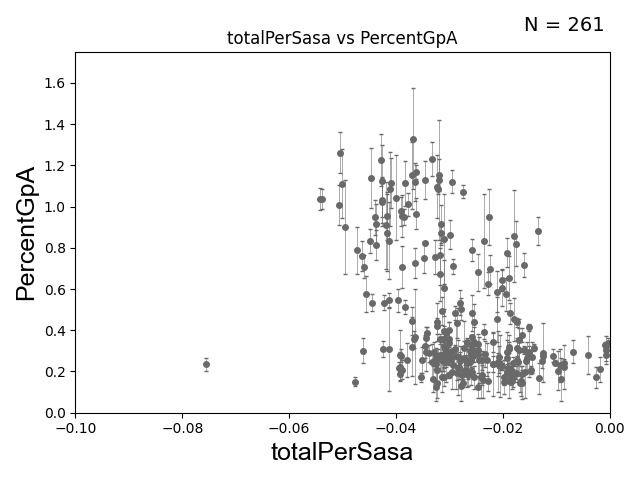 N = 261
totalPerSasa vs PercentGpA
PercentGpA
1.6
1.4
1.2
1.0
0.8
0.6
0.4
0.2
0.0
−0.10 −0.08 −0.06 −0.04 −0.02 0.00
totalPerSasa